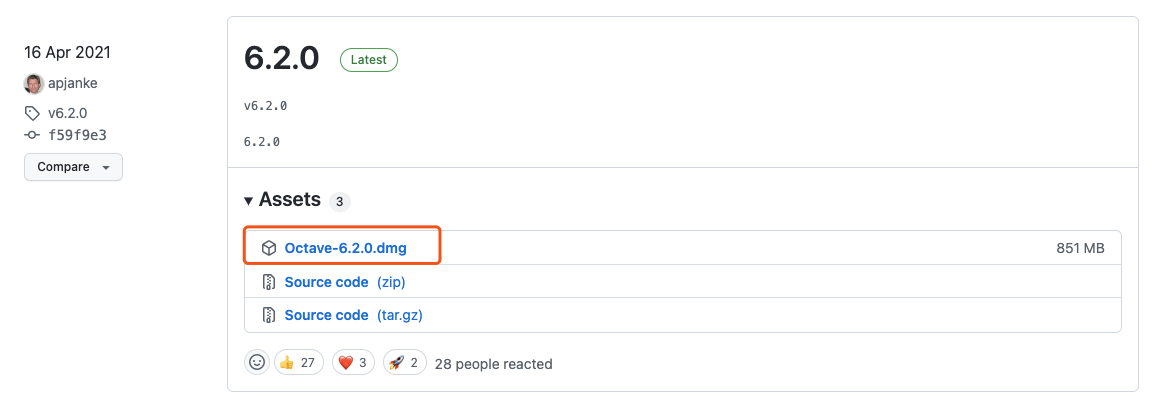 16 Apr 2021
apjanke
v6.2.0
f59f9e3
Compare
6.2.0 Latest
v6.2.0
6.2.0
Assets 3
Octave-6.2.0.dmg 851 MB
Source code (zip)
Source code (tar.gz)
27 3 2 28 people reacted